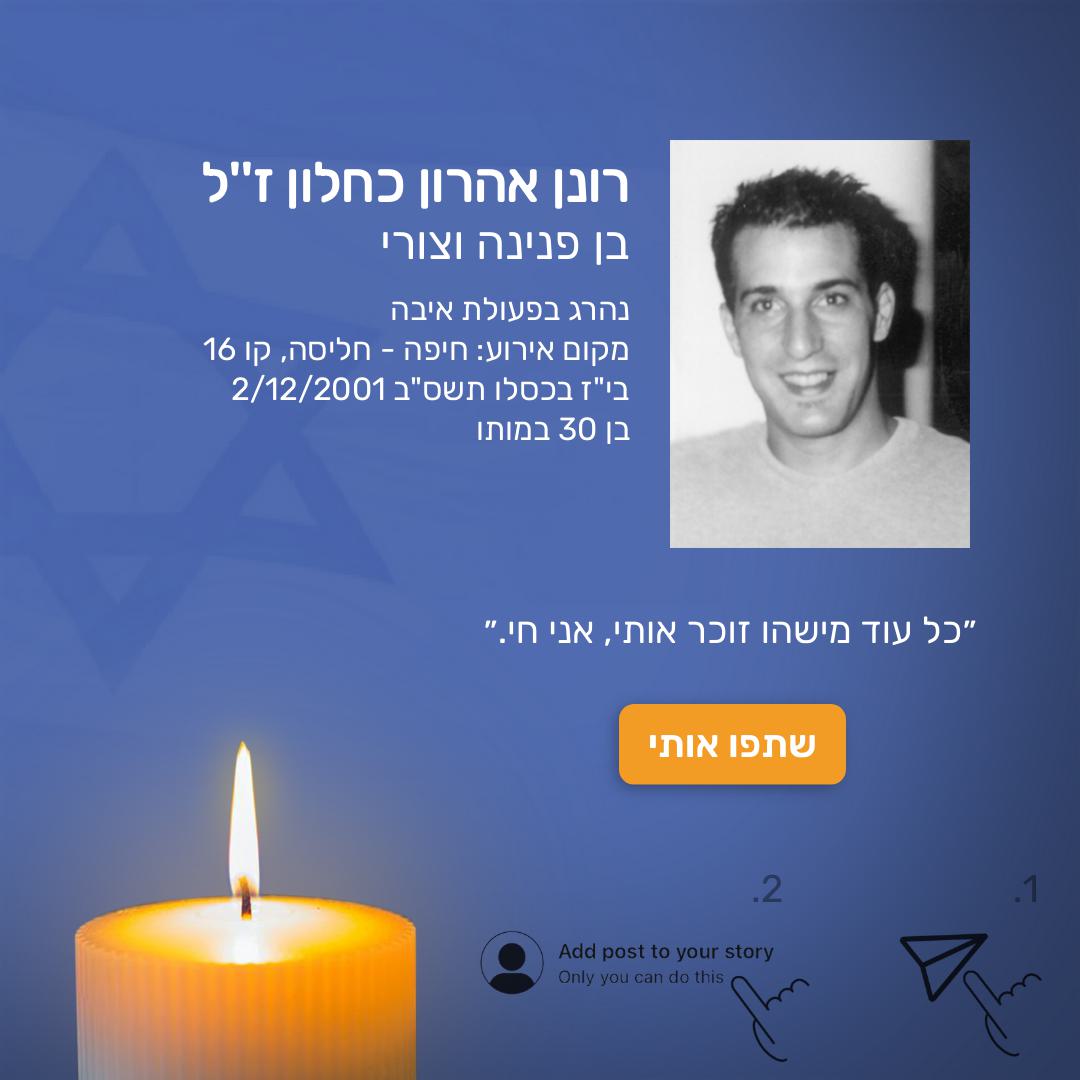 רונן אהרון כחלון ז"ל
בן פנינה וצורי
נהרג בפעולת איבה
מקום אירוע: חיפה - חליסה, קו 16
בי"ז בכסלו תשס"ב 2/12/2001
בן 30 במותו
״כל עוד מישהו זוכר אותי, אני חי.״
שתפו אותי
1.
2.
Add post to your story
Only you can do this